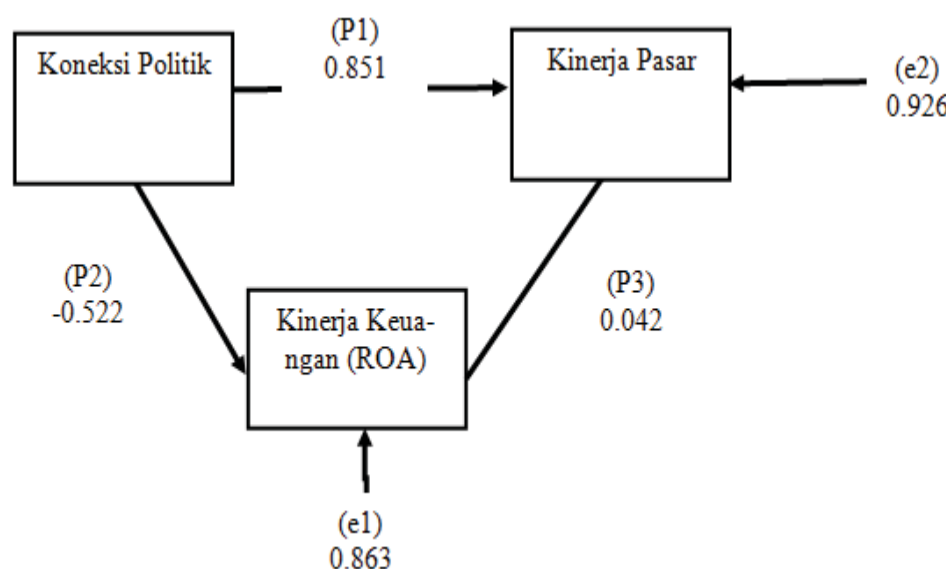 Koneksi Politik
(P1)
0.851
Kinerja Pasar
(e2)
0.926
(P2)
-0.522
Kinerja Keua-
ngan (ROA)
(P3)
0.042
(e1)
0.863